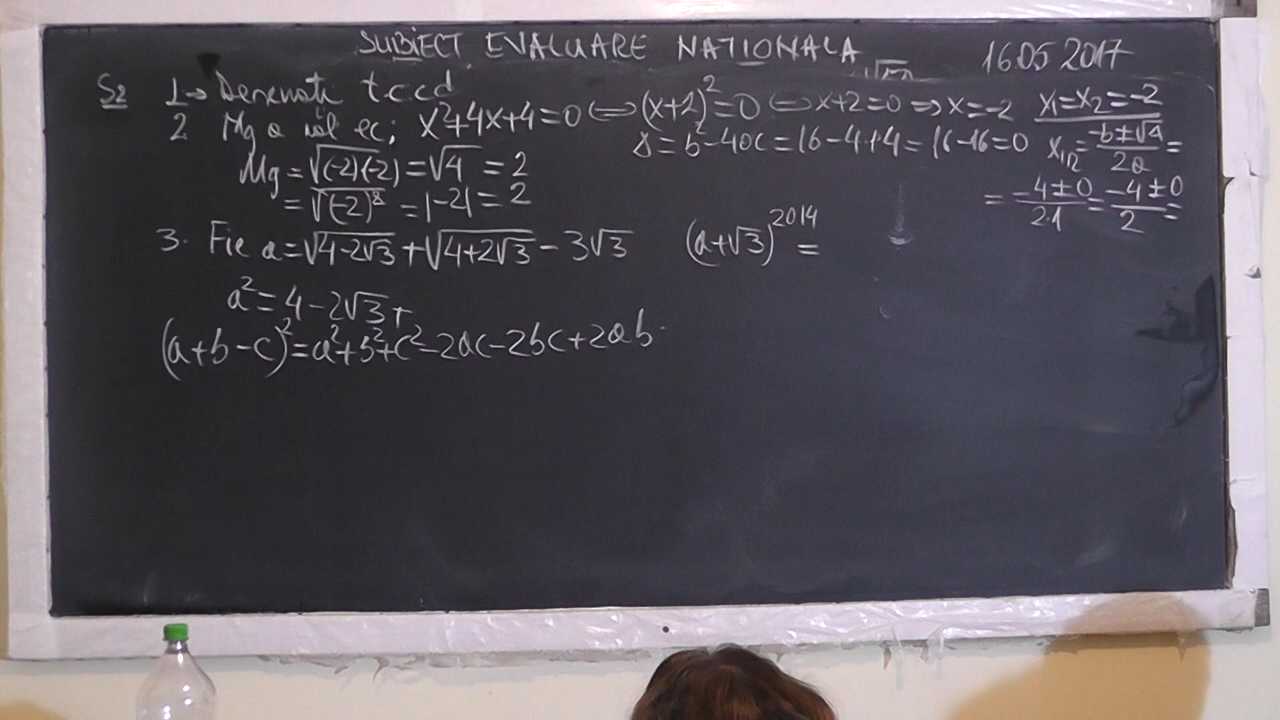 SUBIECT EVALUARE NATIONALA 16.05 2017
S2 1 → Desenati t.c.c.d
2 Mg a sol ec; x²+4x+4=0 ⟺ (x+2)²=0 ⟺ x+2=0 ⇒ x=-2 x₁=x₂=-2
Δ=b²-4ac=16-4·4=16-16=0 x₁,₂=(-b±√Δ)/2a=
Mg=√(-2)(-2)=√4=2
=√(-2)²=|-2|=2
=(-4±0)/2·1=(-4±0)/2=
3. Fie a=√(4-2√3)+√(4+2√3)-3√3 (a+√3)²⁰¹⁴=
a²=4-2√3+
(a+b-c)²=a²+b²+c²-2ac-2bc+2ab